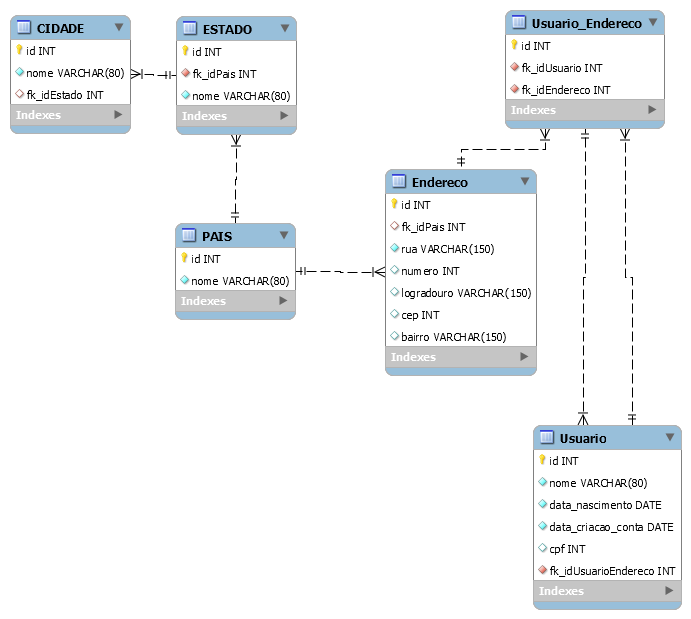 CIDADE
id INT
nome VARCHAR(80)
fk_idEstado INT
Indexes
ESTADO
id INT
fk_idPais INT
nome VARCHAR(80)
Indexes
Usuario_Endereco
id INT
fk_idUsuario INT
fk_idEndereco INT
Indexes
PAIS
id INT
nome VARCHAR(80)
Indexes
Endereco
id INT
fk_idPais INT
rua VARCHAR(150)
numero INT
logradouro VARCHAR(150)
cep INT
bairro VARCHAR(150)
Indexes
Usuario
id INT
nome VARCHAR(80)
data_nascimento DATE
data_criacao_conta DATE
cpf INT
fk_idUsuarioEndereco INT
Indexes